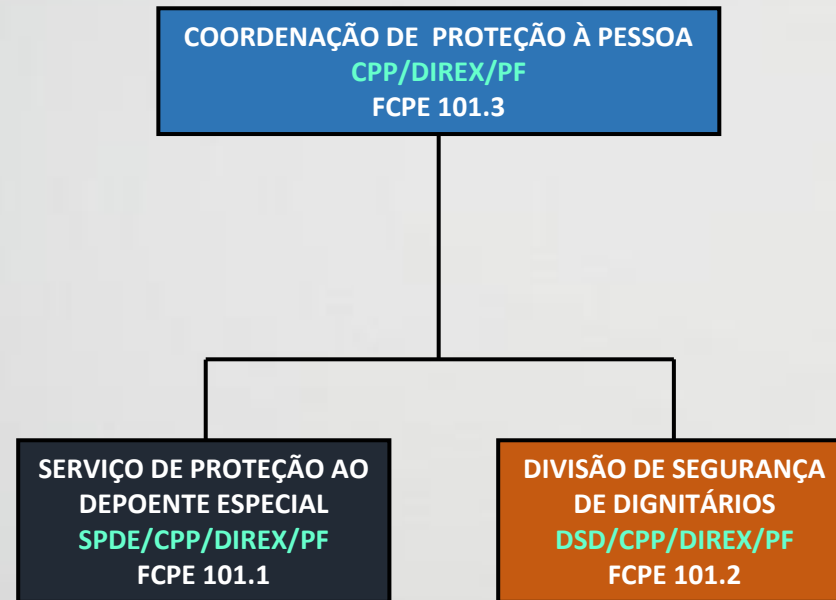 COORDENAÇÃO DE PROTEÇÃO À PESSOA
CPP/DIREX/PF
FCPE 101.3
SERVIÇO DE PROTEÇÃO AO
DEPOENTE ESPECIAL
SPDE/CPP/DIREX/PF
FCPE 101.1
DIVISÃO DE SEGURANÇA
DE DIGNITÁRIOS
DSD/CPP/DIREX/PF
FCPE 101.2